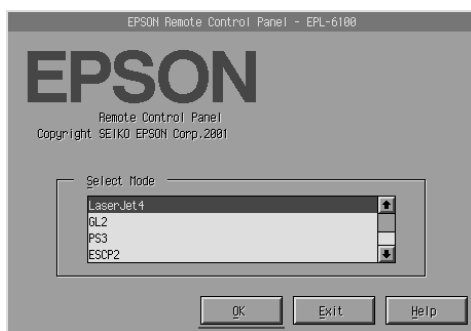 EPSON Remote Control Panel - EPL-6100
EPSON
Remote Control Panel
Copyright SEIKO EPSON Corp.2001
Select Mode
LaserJet4
GL2
PS3
ESCP2
OK
Exit
Help